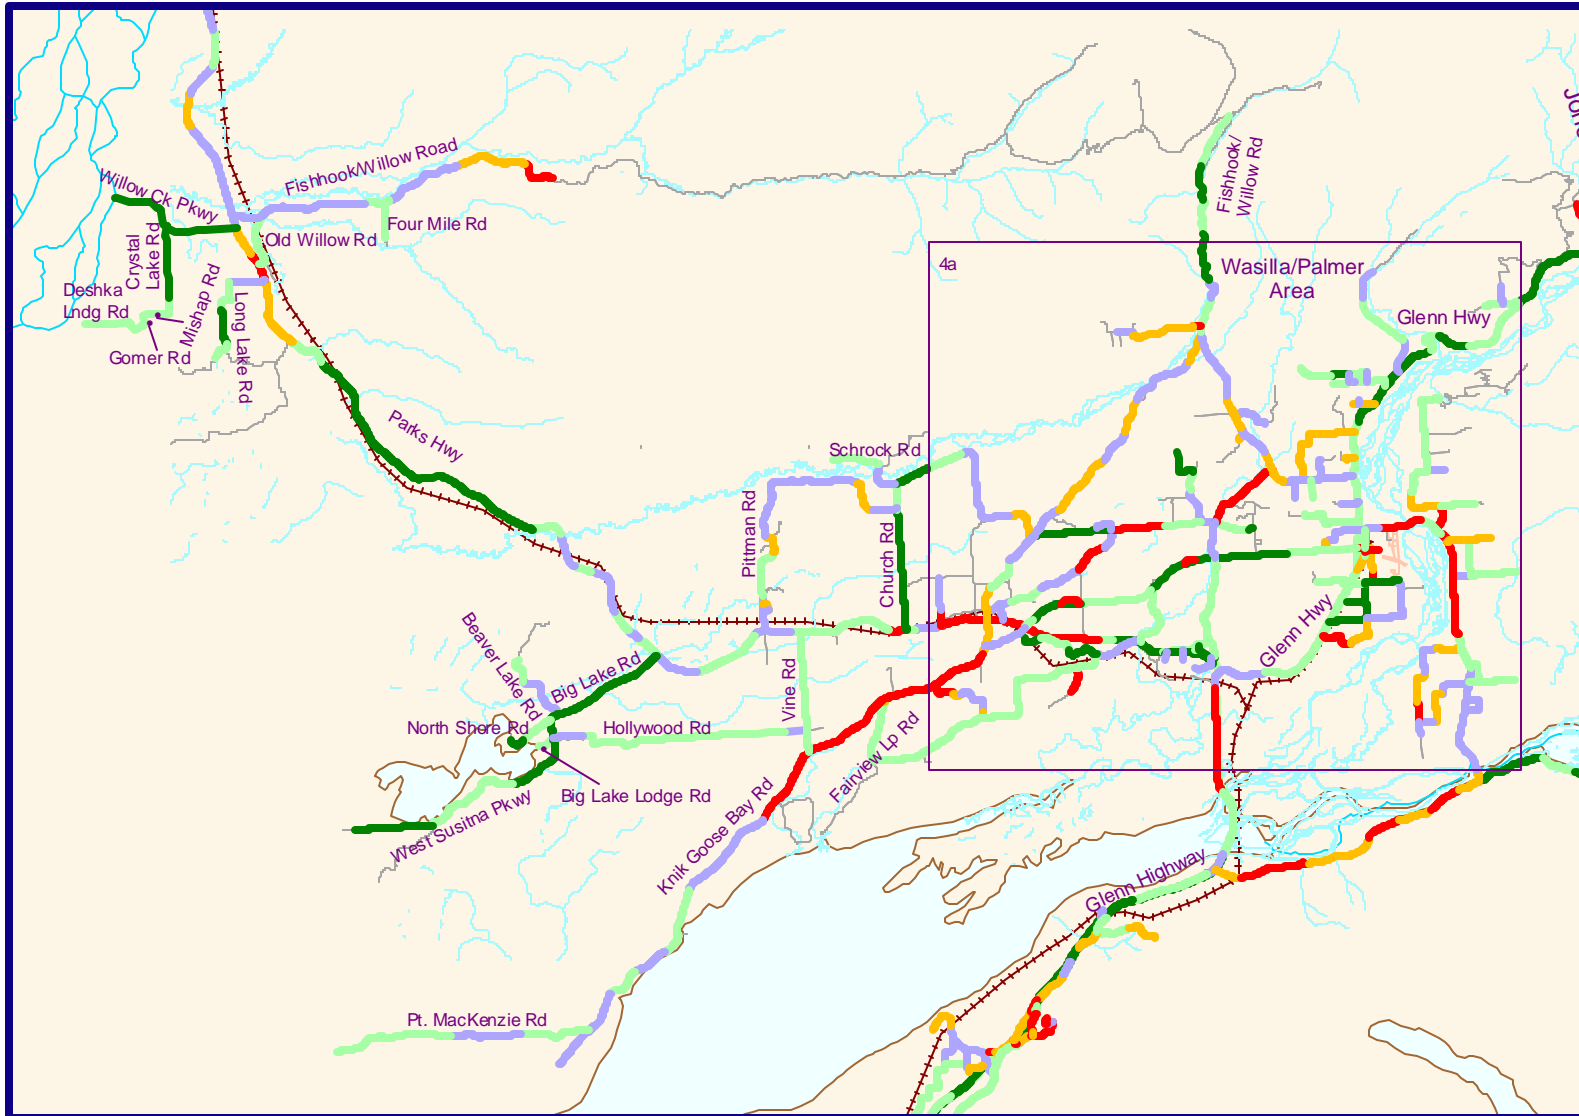 Fishhook/Willow Road
Willow Ck Pkwy
Four Mile Rd
Old Willow Rd
Crystal
Lake Rd
Deshka
Lndg Rd
Mishap Rd
Long Lake Rd
Gomer Rd
Parks Hwy
Fishhook/
Willow Rd
4a
Wasilla/Palmer
Area
Glenn Hwy
Schrock Rd
Pittman Rd
Church Rd
Beaver Lake Rd
Big Lake Rd
Vine Rd
Glenn Hwy
North Shore Rd
Hollywood Rd
Fairview Lp Rd
Big Lake Lodge Rd
West Susitna Pkwy
Knik Goose Bay Rd
Glenn Highway
Pt. MacKenzie Rd